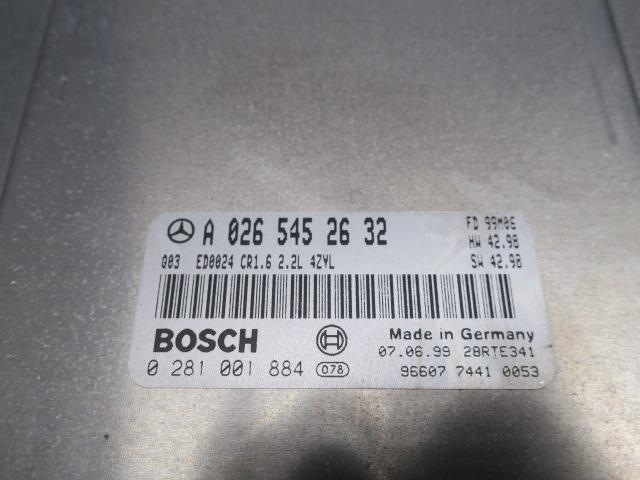 A 026 545 26 32
FD 99M06
HW 42.98
Q03 ED0024 CR1.6 2.2L 4ZYL
SW 42.98
BOSCH
Made in Germany
07.06.99 28RTE341
0 281 001 884 078
96607 7441 0053